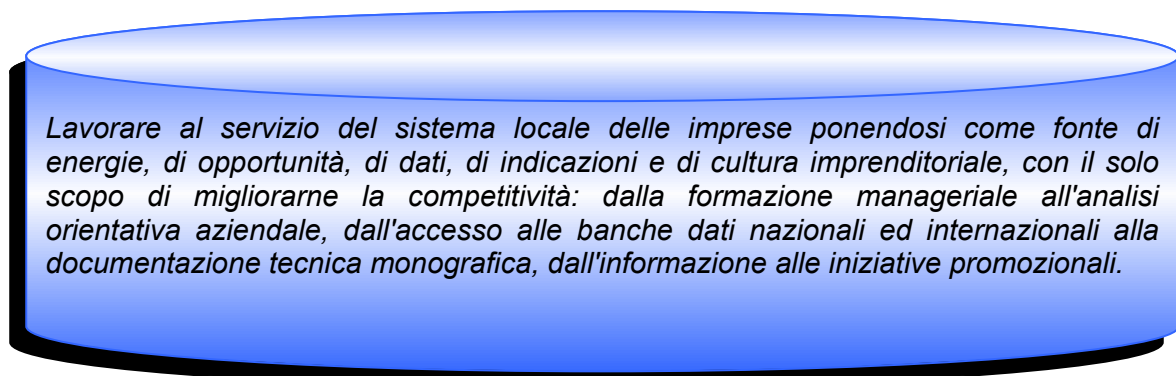 Lavorare al servizio del sistema locale delle imprese ponendosi come fonte di
energie, di opportunità, di dati, di indicazioni e di cultura imprenditoriale, con il solo
scopo di migliorarne la competitività: dalla formazione manageriale all'analisi
orientativa aziendale, dall'accesso alle banche dati nazionali ed internazionali alla
documentazione tecnica monografica, dall'informazione alle iniziative promozionali.